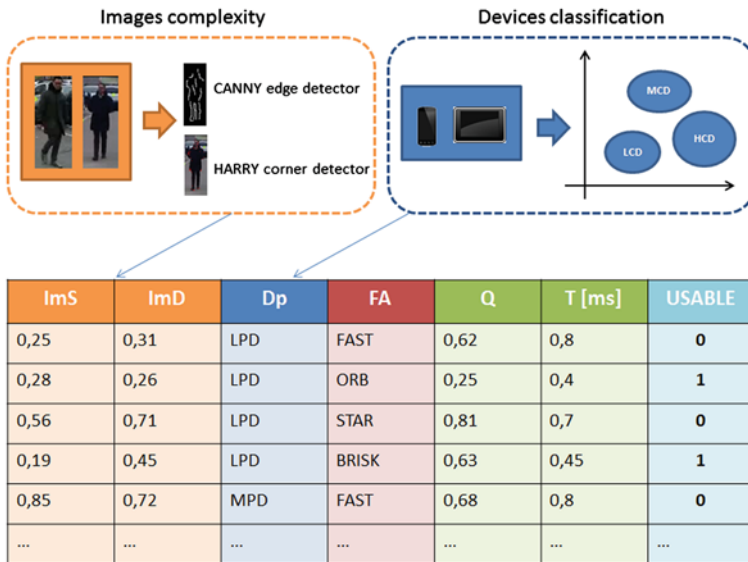 Images complexity
Devices classification
CANNY edge detector
HARRY corner detector
MCD
HCD
LCD
ImS ImD Dp FA Q T [ms] USABLE
0,25 0,31 LPD FAST 0,62 0,8 0
0,28 0,26 LPD ORB 0,25 0,4 1
0,56 0,71 LPD STAR 0,81 0,7 0
0,19 0,45 LPD BRISK 0,63 0,45 1
0,85 0,72 MPD FAST 0,68 0,8 0
... ... ... ... ... ... ...